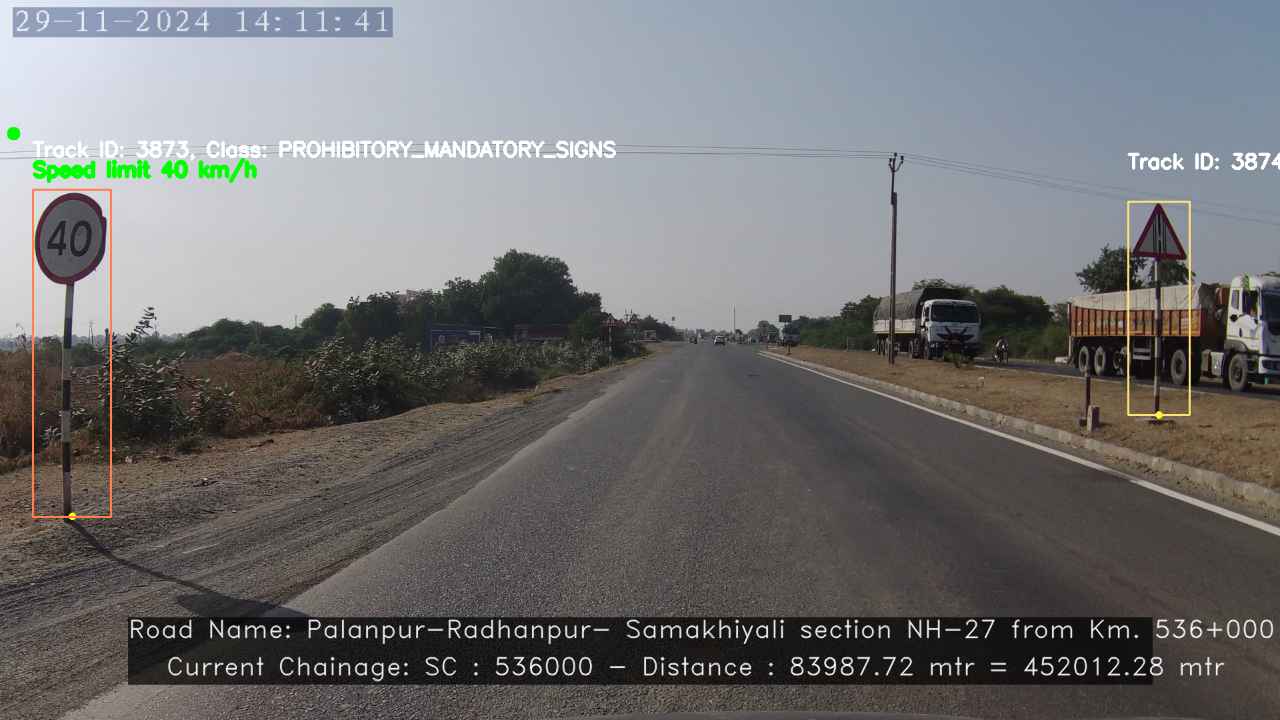 29-11-2024 14:11:41
Track ID: 3873, Class: PROHIBITORY_MANDATORY_SIGNS
Speed limit 40 km/h
Track ID: 3874
40
Road Name: Palanpur-Radhanpur- Samakhiyali section NH-27 from Km. 536+000
Current Chainage: SC : 536000 - Distance : 83987.72 mtr = 452012.28 mtr